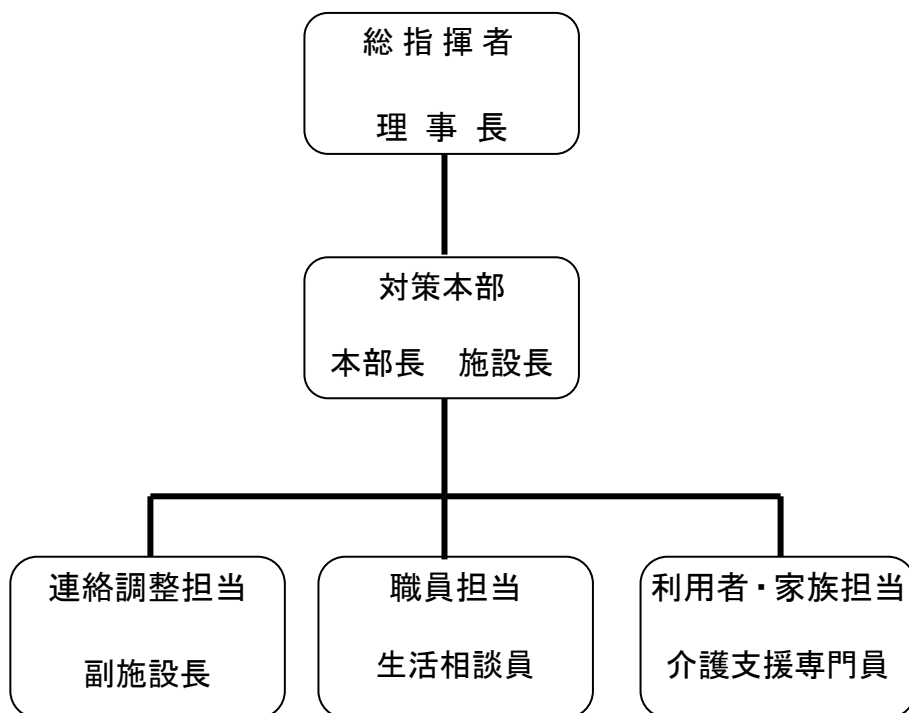 総指揮者
理事長
対策本部
本部長　施設長
連絡調整担当
副施設長
職員担当
生活相談員
利用者・家族担当
介護支援専門員